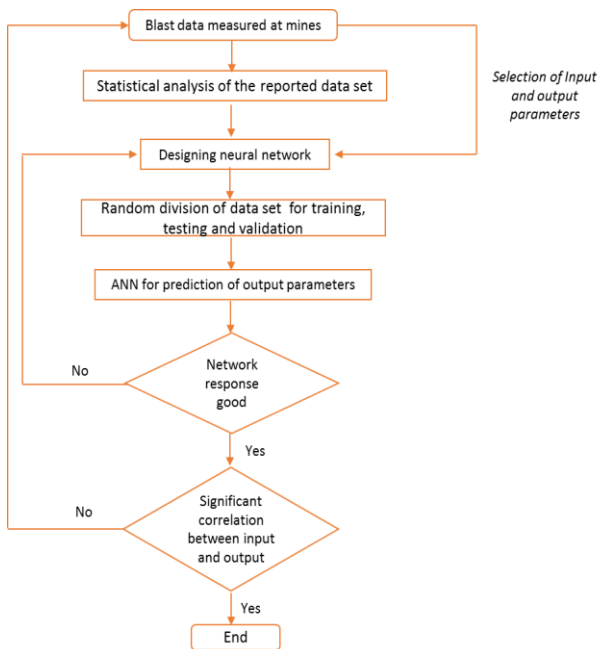 Blast data measured at mines
Statistical analysis of the reported data set
Selection of Input
and output
parameters
Designing neural network
Random division of data set for training,
testing and validation
ANN for prediction of output parameters
No
Network
response
good
Yes
No
Significant
correlation
between input
and output
Yes
End